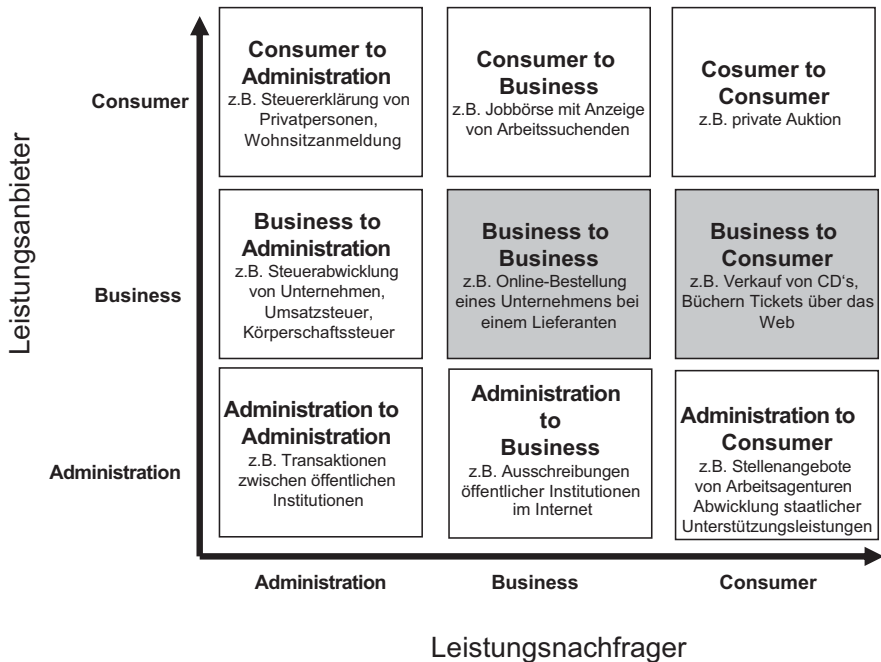 Leistungsanbieter
Consumer
Consumer to
Administration
z.B. Steuererklärung von
Privatpersonen,
Wohnsitzanmeldung
Consumer to
Business
z.B. Jobbörse mit Anzeige
von Arbeitssuchenden
Cosumer to
Consumer
z.B. private Auktion
Business
Business to
Administration
z.B. Steuerabwicklung
von Unternehmen,
Umsatzsteuer,
Körperschaftssteuer
Business to
Business
z.B. Online-Bestellung
eines Unternehmens bei
einem Lieferanten
Business to
Consumer
z.B. Verkauf von CD‘s,
Büchern Tickets über das
Web
Administration
Administration to
Administration
z.B. Transaktionen
zwischen öffentlichen
Institutionen
Administration
to
Business
z.B. Ausschreibungen
öffentlicher Institutionen
im Internet
Administration to
Consumer
z.B. Stellenangebote
von Arbeitsagenturen
Abwicklung staatlicher
Unterstützungsleistungen
Administration
Business
Consumer
Leistungsnachfrager